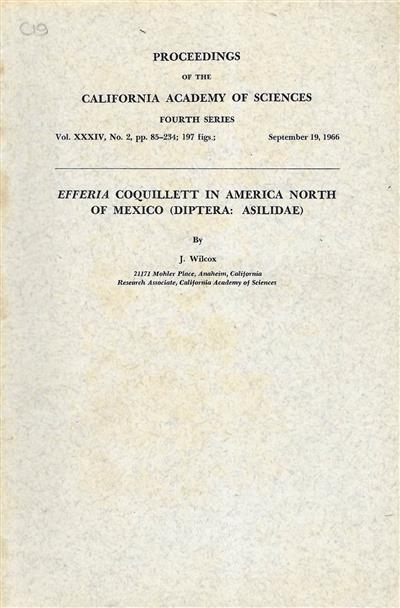 C19
PROCEEDINGS
OF THE
CALIFORNIA ACADEMY OF SCIENCES
FOURTH SERIES
Vol. XXXIV, No. 2, pp. 85–234; 197 figs.; September 19, 1966
EFFERIA COQUILLETT IN AMERICA NORTH
OF MEXICO (DIPTERA: ASILIDAE)
By
J. Wilcox
21171 Mohler Place, Anaheim, California
Research Associate, California Academy of Sciences